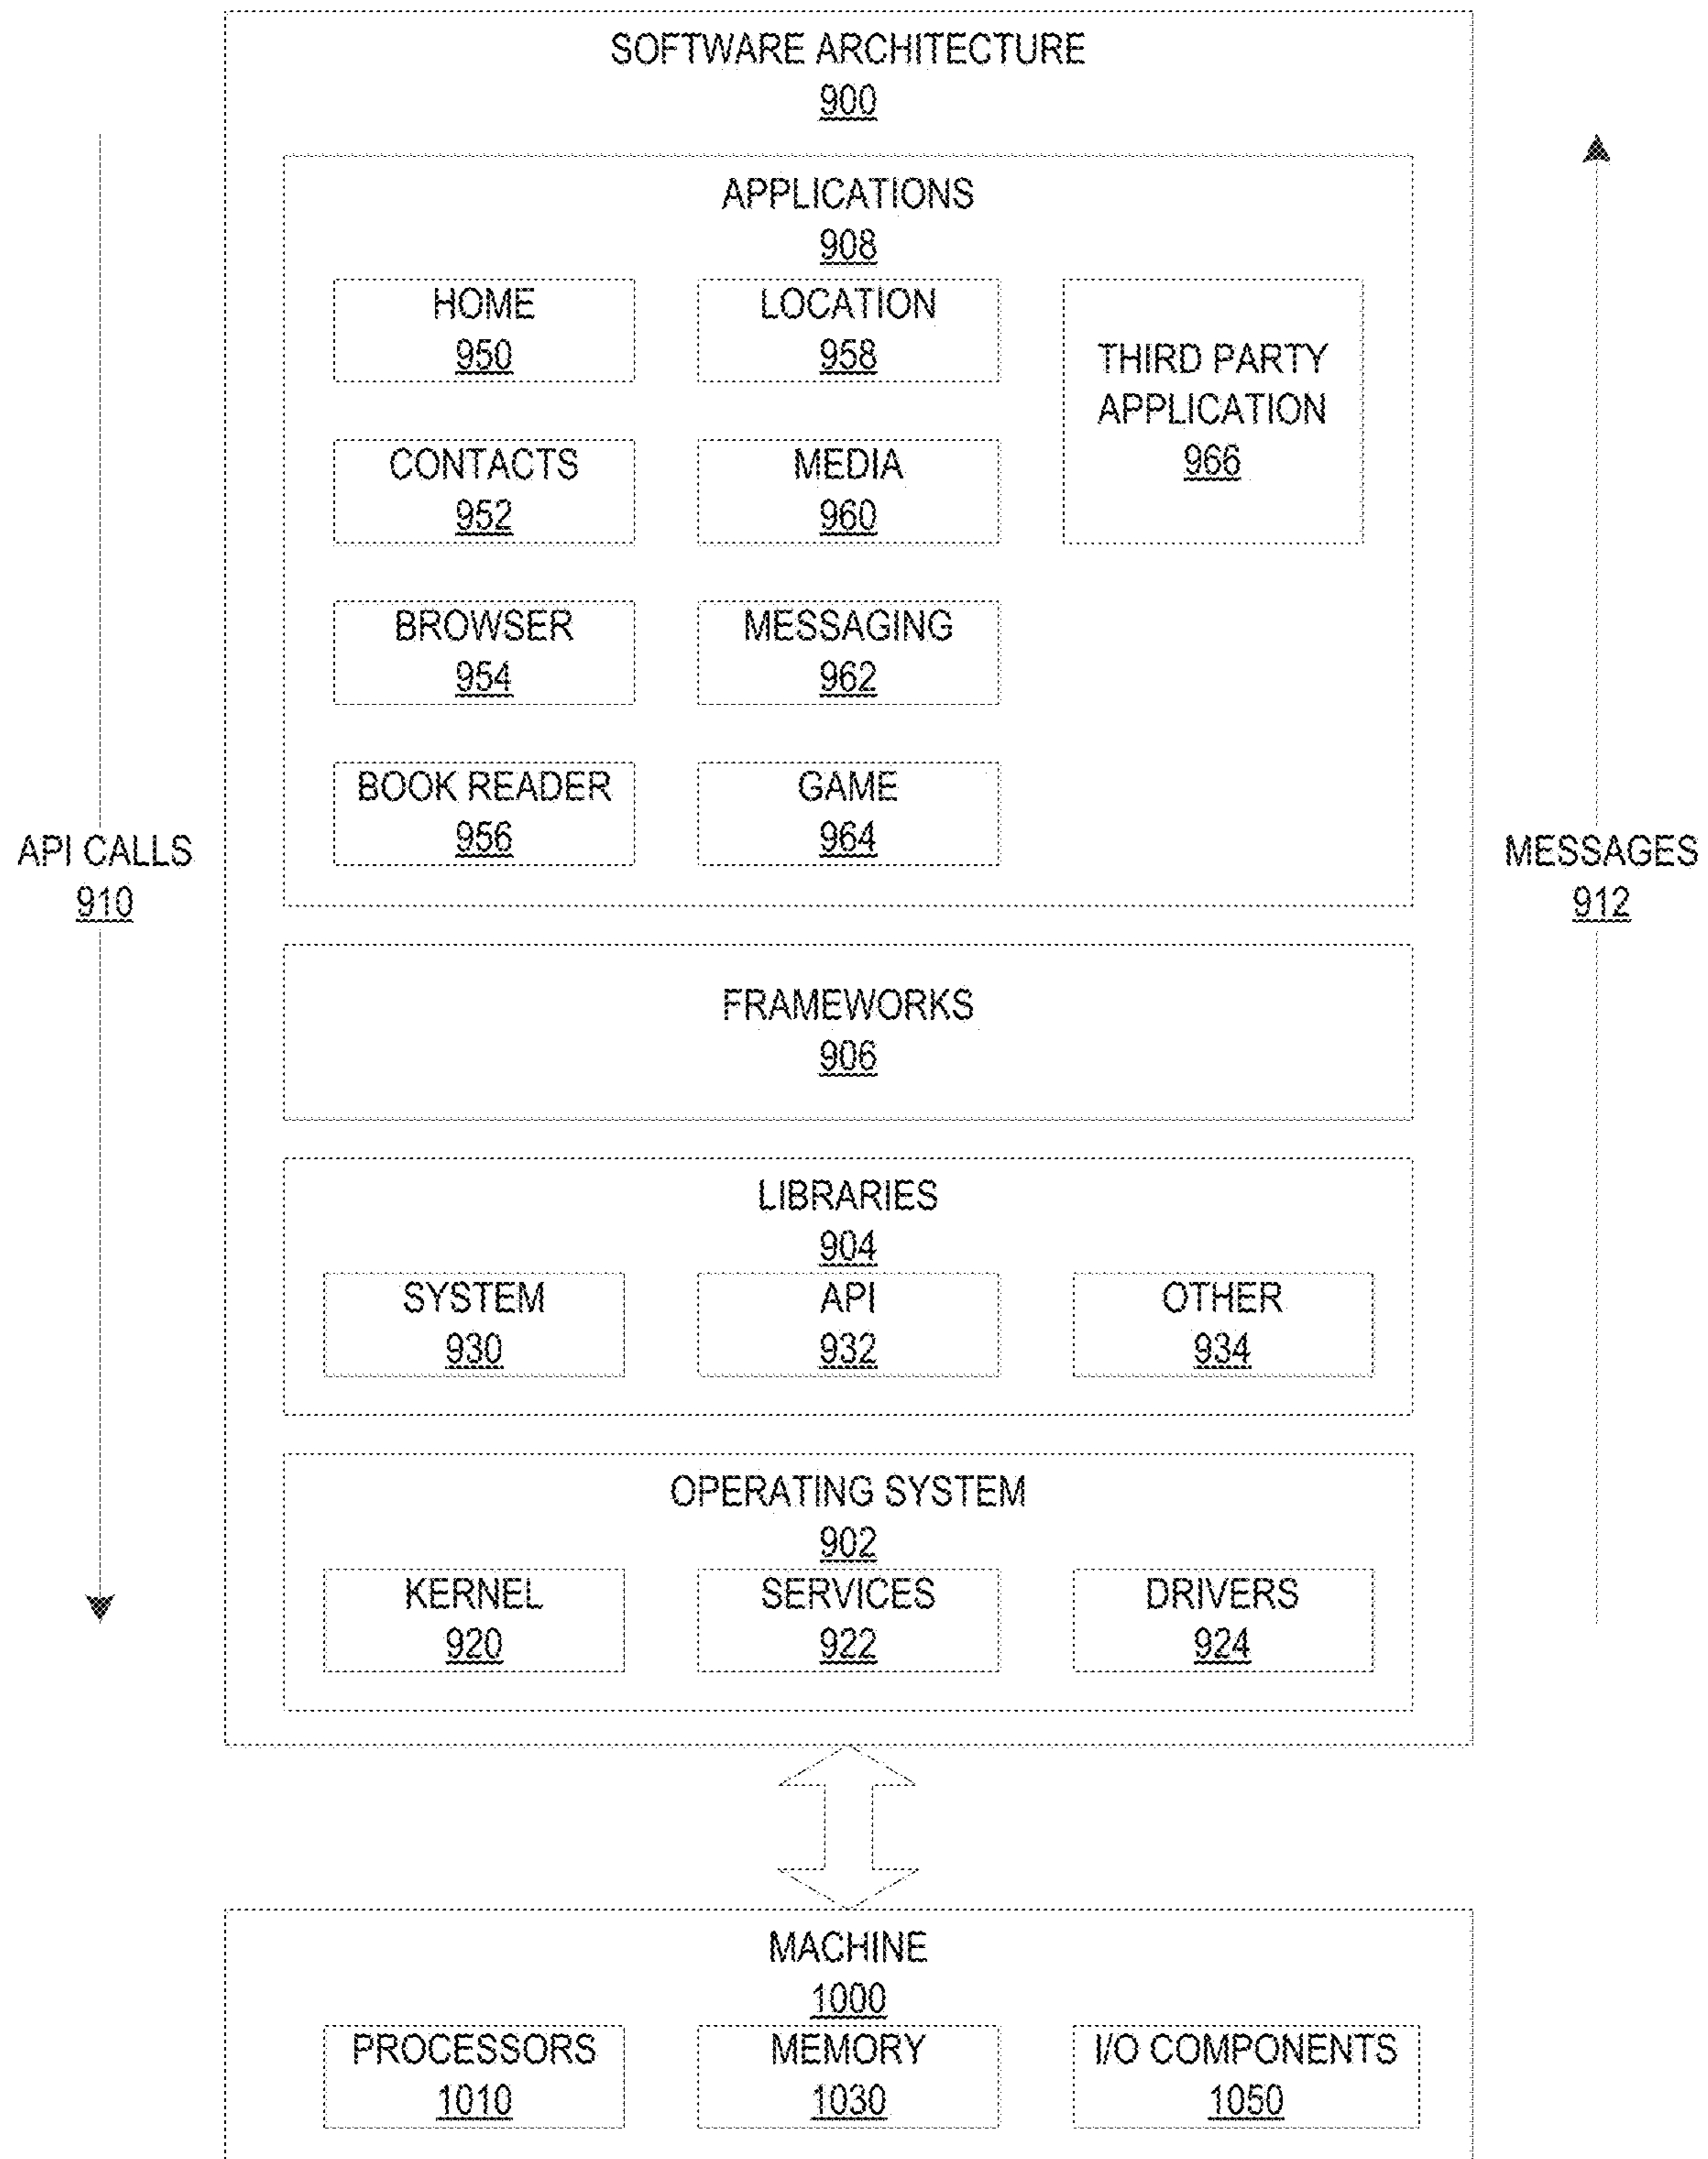 SOFTWARE ARCHITECTURE
900
APPLICATIONS
908
HOME
950
LOCATION
958
THIRD PARTY
APPLICATION
966
CONTACTS
952
MEDIA
960
BROWSER
954
MESSAGING
962
BOOK READER
956
GAME
964
API CALLS
910
MESSAGES
912
FRAMEWORKS
906
LIBRARIES
904
SYSTEM
930
API
932
OTHER
934
OPERATING SYSTEM
902
KERNEL
920
SERVICES
922
DRIVERS
924
MACHINE
1000
PROCESSORS
1010
MEMORY
1030
I/O COMPONENTS
1050